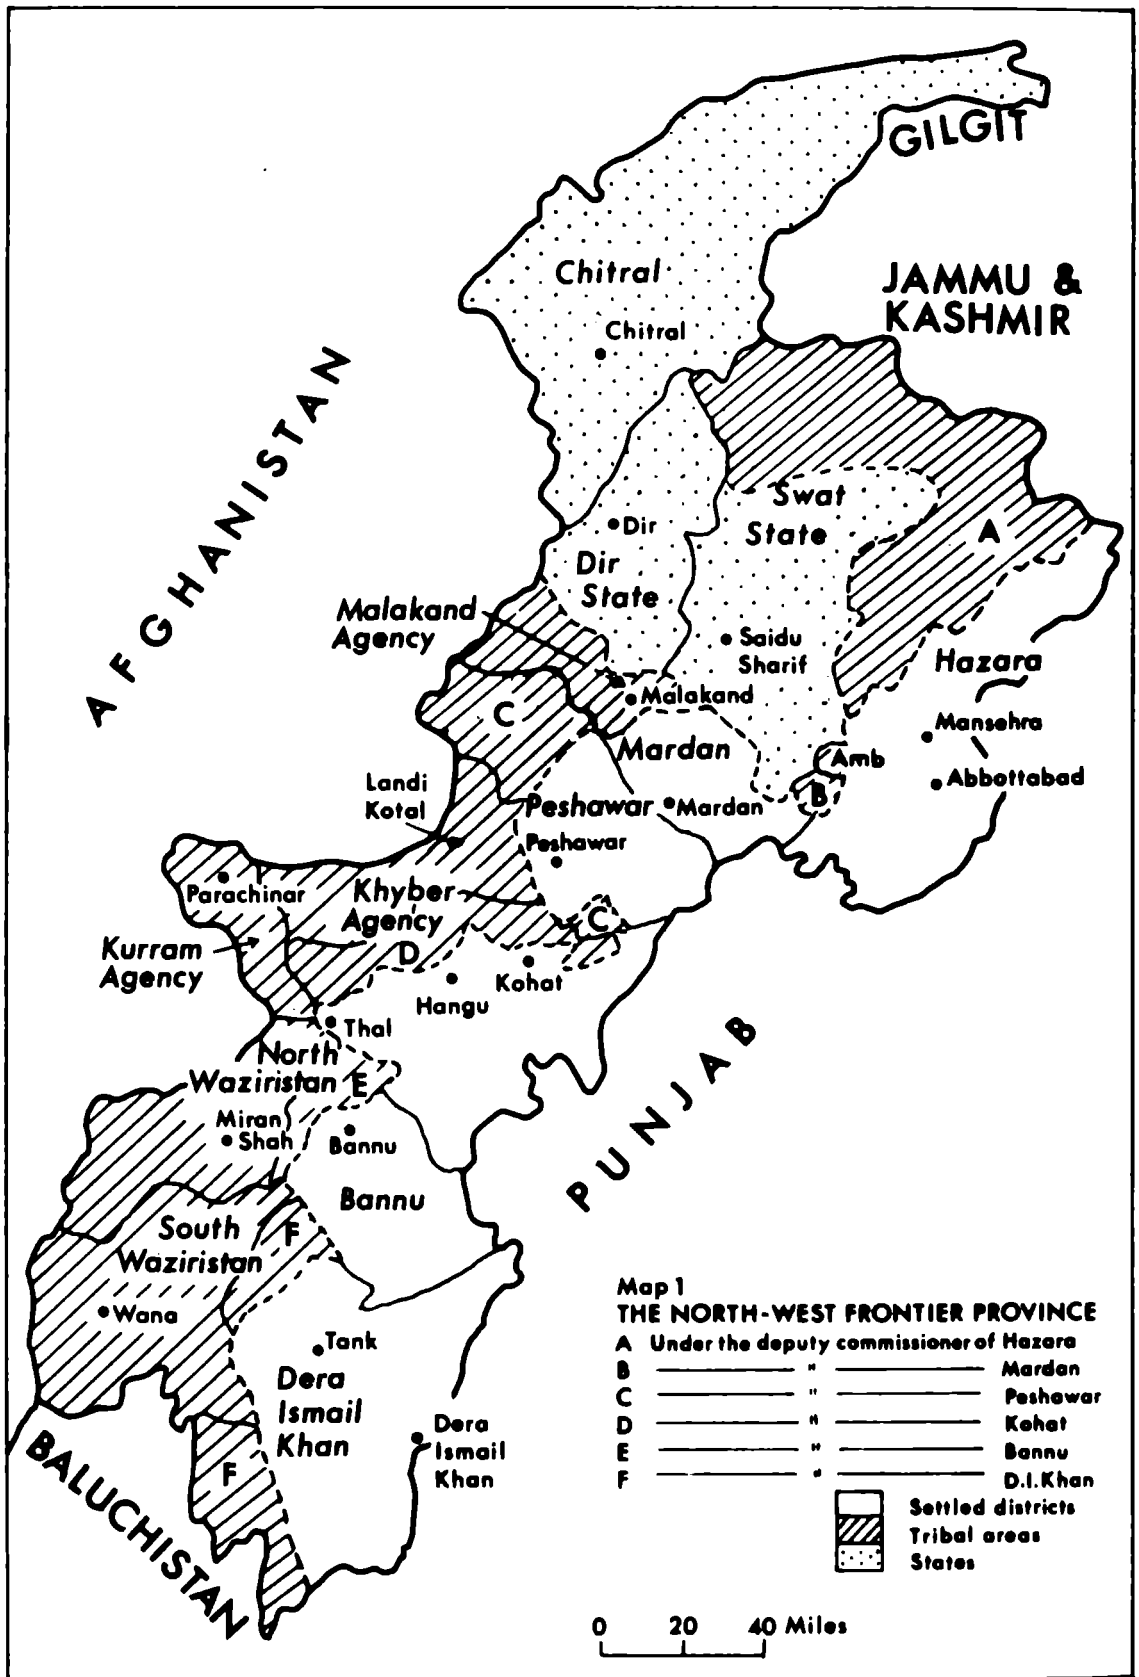 GILGIT
JAMMU &
KASHMIR
Chitral
Chitral
AFGHANISTAN
Swat
State
A
Dir
Dir
State
Malakand
Agency
Saidu
Sharif
Hazara
Malakand
C
Mansehra
Mardan
Amb
Abbottabad
Landi
Kotal
B
Peshawar
Mardan
Peshawar
Parachinar
Khyber
Agency
C
Kurram
Agency
D
Kohat
Hangu
Thal
North
Waziristan
E
Miran
Shah
Bannu
PUNJAB
Bannu
South
Waziristan
F
Wana
Tank
Dera
Ismail
Khan
Dera
Ismail
Khan
F
BALUCHISTAN
Map 1
THE NORTH-WEST FRONTIER PROVINCE
A Under the deputy commissioner of Hazara
B " Mardan
C " Peshawar
D " Kohat
E " Bannu
F " D.I.Khan
Settled districts
Tribal areas
States
0 20 40 Miles